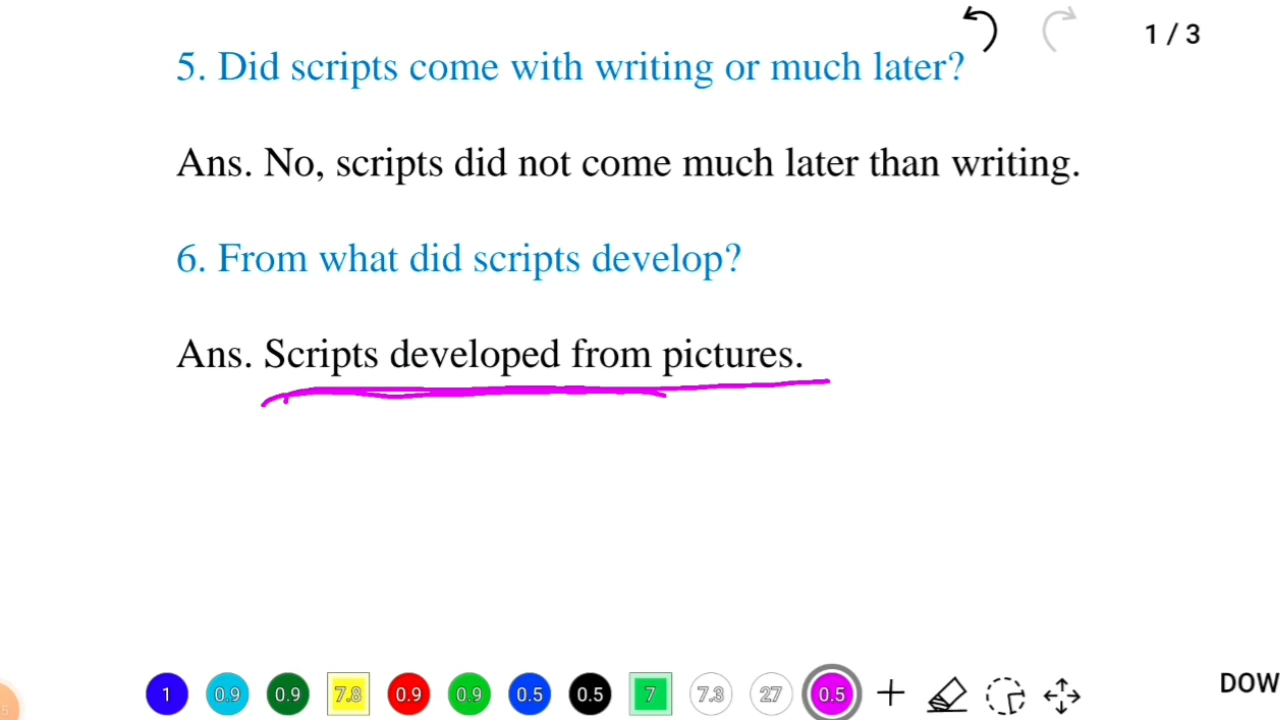 1 / 3
5. Did scripts come with writing or much later?
Ans. No, scripts did not come much later than writing.
6. From what did scripts develop?
Ans. Scripts developed from pictures.
1 0.9 0.9 7.8 0.9 0.9 0.5 0.5 7 7.3 27 0.5
DOW